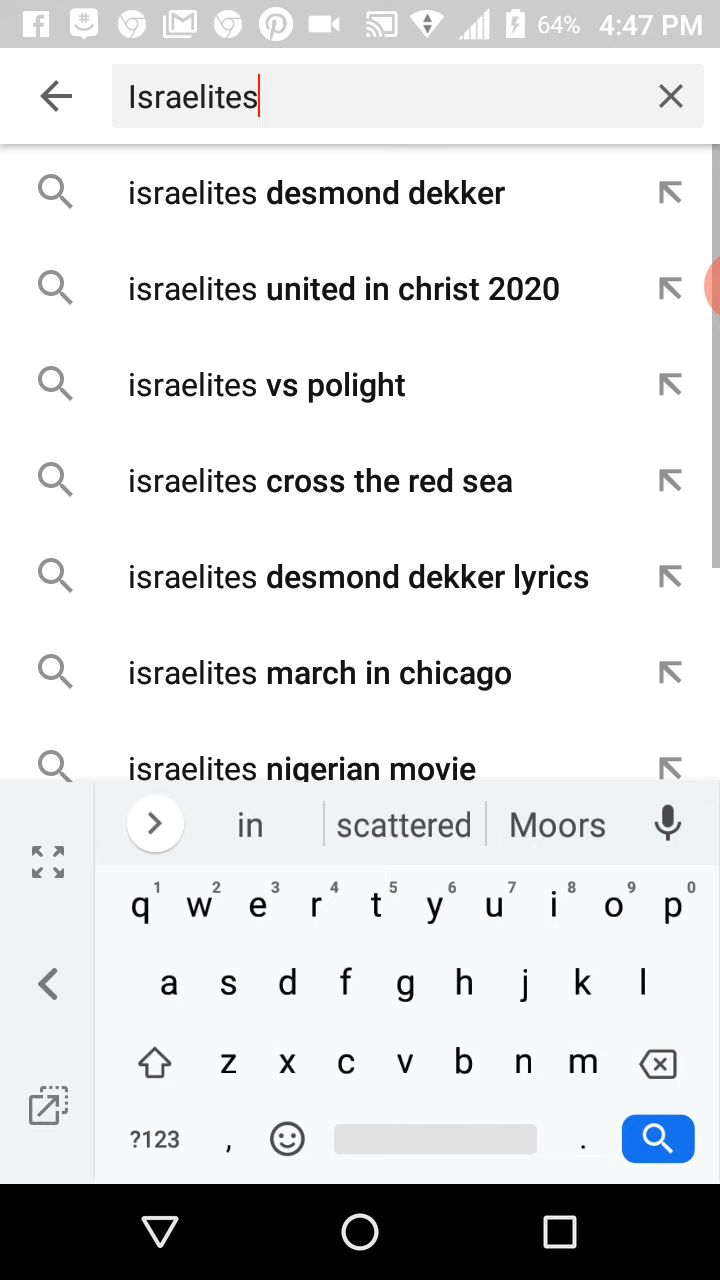 64% 4:47 PM
Israelites
israelites desmond dekker
israelites united in christ 2020
israelites vs polight
israelites cross the red sea
israelites desmond dekker lyrics
israelites march in chicago
israelites nigerian movie
in scattered Moors
1 2 3 4 5 6 7 8 9 0
q w e r t y u i o p
a s d f g h j k l
z x c v b n m
?123 , .